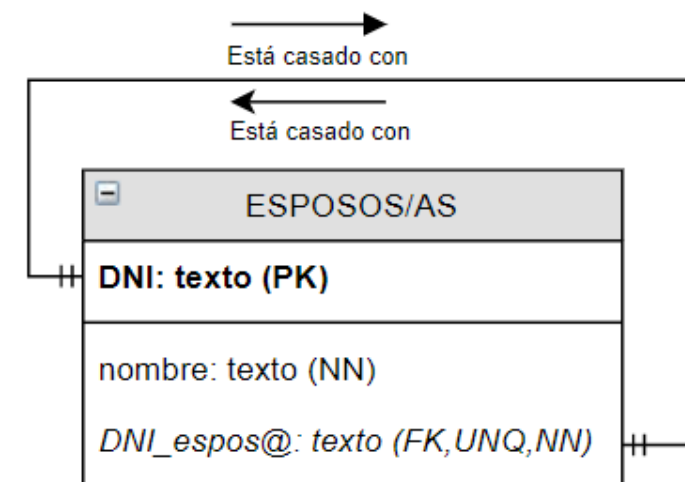 Está casado con
Está casado con
ESPOSOS/AS
DNI: texto (PK)
nombre: texto (NN)
DNI_espos@: texto (FK,UNQ,NN)